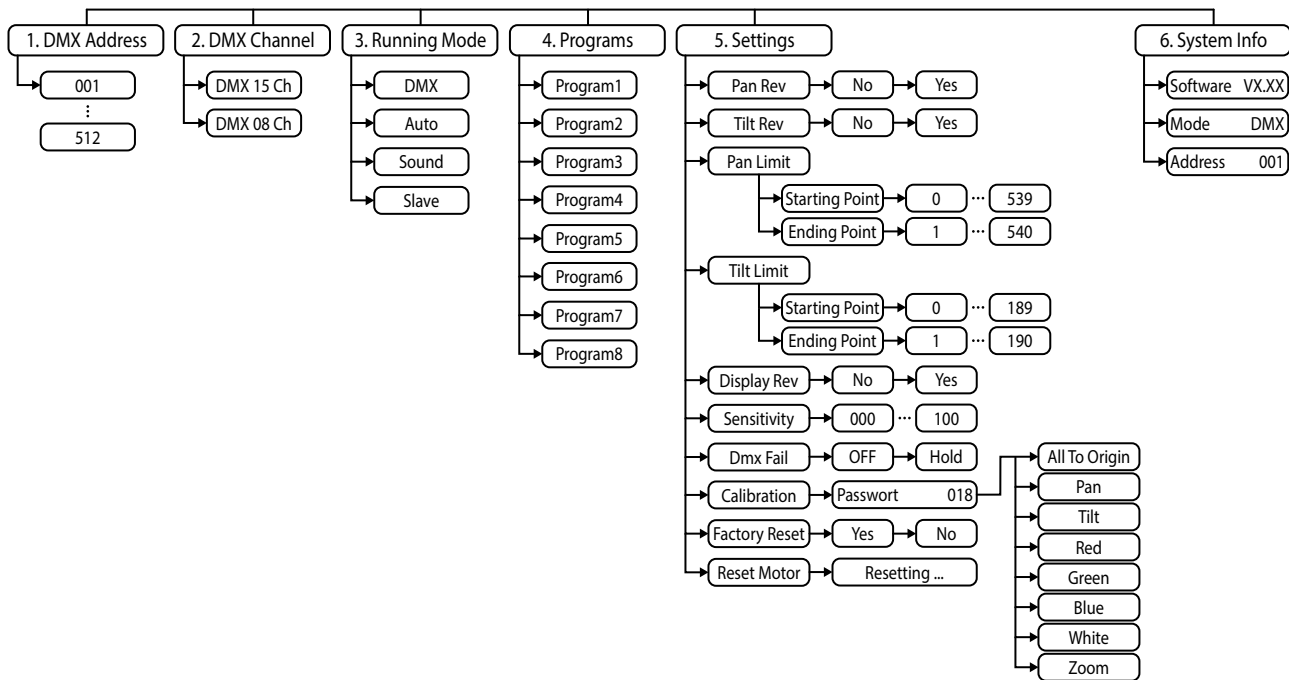 1. DMX Address
001
⋮
512
2. DMX Channel
DMX 15 Ch
DMX 08 Ch
3. Running Mode
DMX
Auto
Sound
Slave
4. Programs
Program1
Program2
Program3
Program4
Program5
Program6
Program7
Program8
5. Settings
Pan Rev No Yes
Tilt Rev No Yes
Pan Limit
Starting Point 0 ... 539
Ending Point 1 ... 540
Tilt Limit
Starting Point 0 ... 189
Ending Point 1 ... 190
Display Rev No Yes
Sensitivity 000 ... 100
Dmx Fail OFF Hold
Calibration Passwort 018
All To Origin
Pan
Tilt
Red
Green
Blue
White
Zoom
Factory Reset Yes No
Reset Motor Resetting ...
6. System Info
Software VX.XX
Mode DMX
Address 001